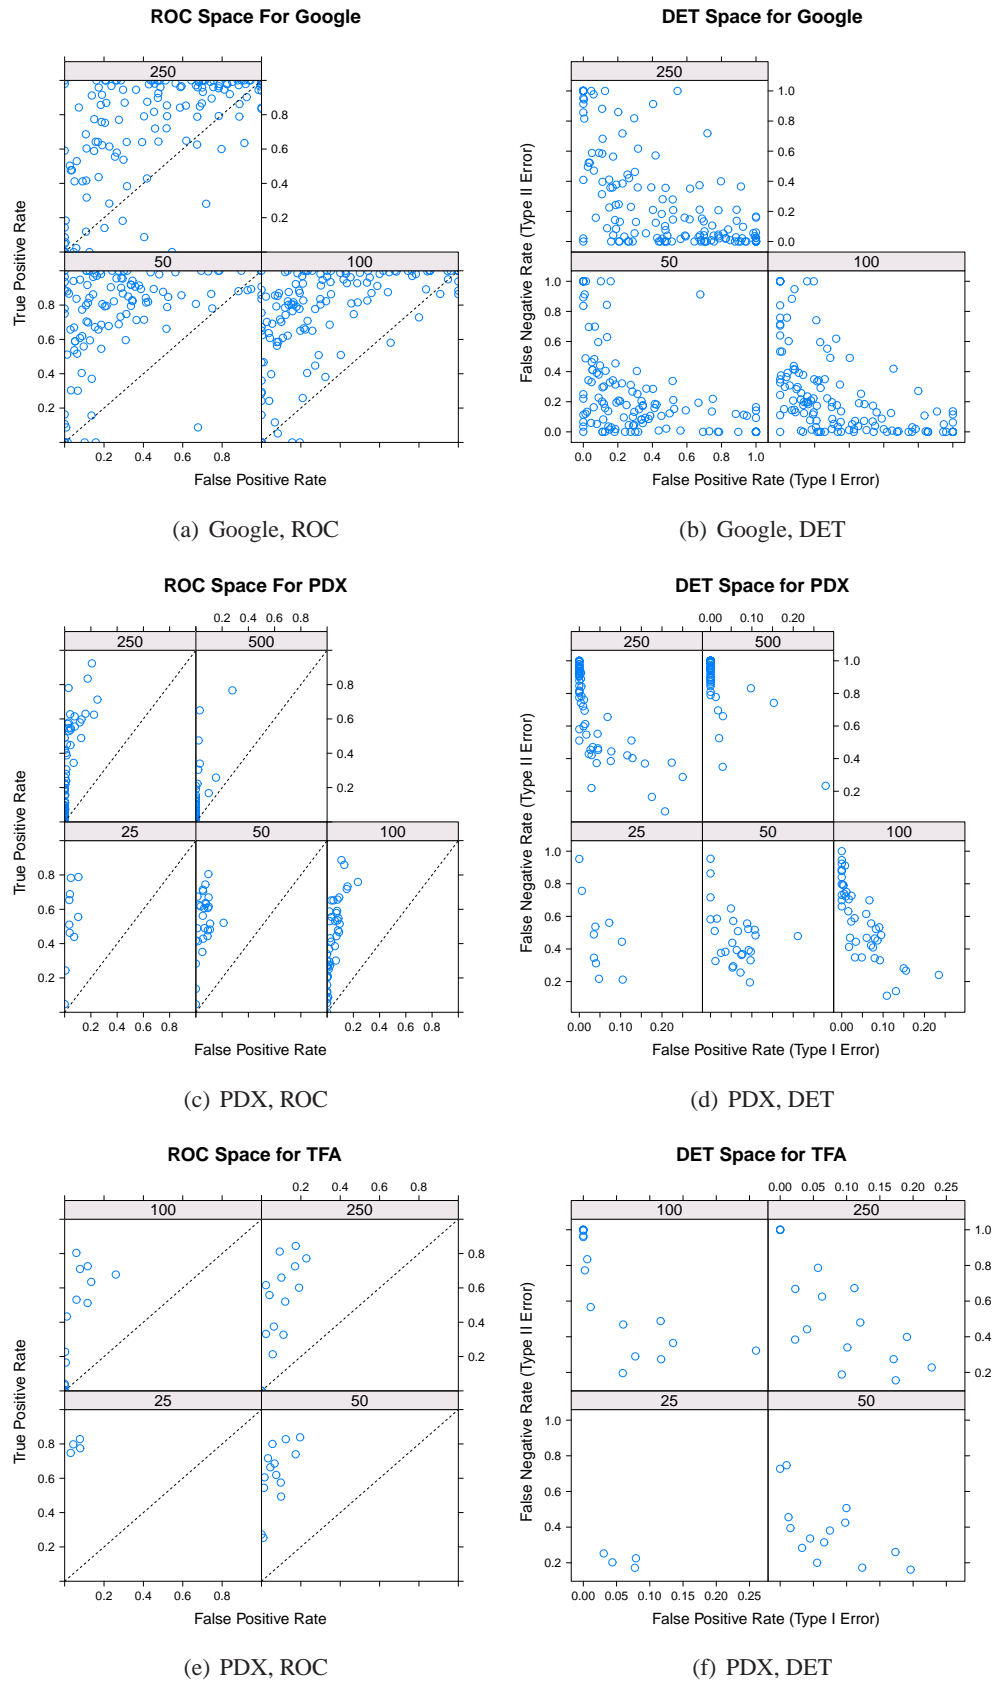 ROC Space For Google
DET Space for Google
250
0.8
0.6
0.4
0.2
50
100
0.8
0.6
0.4
0.2
0.2 0.4 0.6 0.8
True Positive Rate
False Positive Rate
250
1.0
0.8
0.6
0.4
0.2
0.0
50
100
1.0
0.8
0.6
0.4
0.2
0.0
0.0 0.2 0.4 0.6 0.8 1.0
False Negative Rate (Type II Error)
False Positive Rate (Type I Error)
(a) Google, ROC
(b) Google, DET
ROC Space For PDX
DET Space for PDX
0.2 0.4 0.6 0.8
250
500
0.8
0.6
0.4
0.2
25
50
100
0.8
0.6
0.4
0.2
0.2 0.4 0.6 0.8
0.2 0.4 0.6 0.8
True Positive Rate
False Positive Rate
0.00 0.10 0.20
250
500
1.0
0.8
0.6
0.4
0.2
25
50
100
1.0
0.8
0.6
0.4
0.2
0.00 0.10 0.20
0.00 0.10 0.20
False Negative Rate (Type II Error)
False Positive Rate (Type I Error)
(c) PDX, ROC
(d) PDX, DET
ROC Space for TFA
DET Space for TFA
0.2 0.4 0.6 0.8
100
250
0.8
0.6
0.4
0.2
25
50
0.8
0.6
0.4
0.2
0.2 0.4 0.6 0.8
True Positive Rate
False Positive Rate
0.00 0.05 0.10 0.15 0.20 0.25
100
250
1.0
0.8
0.6
0.4
0.2
25
50
1.0
0.8
0.6
0.4
0.2
0.00 0.05 0.10 0.15 0.20 0.25
False Negative Rate (Type II Error)
False Positive Rate (Type I Error)
(e) PDX, ROC
(f) PDX, DET